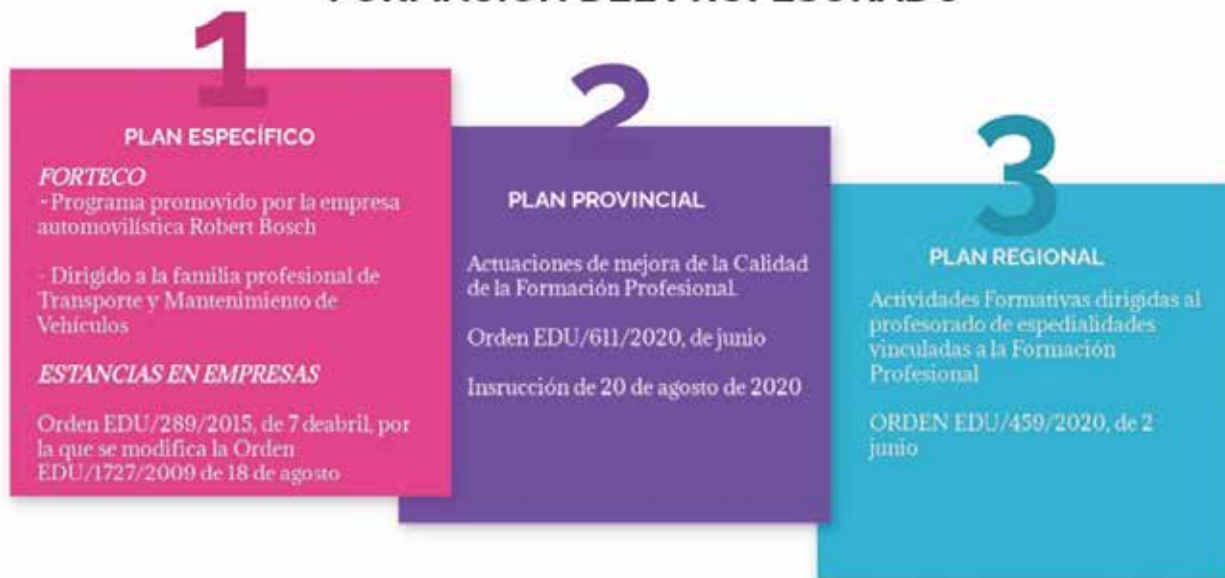 FORMACIÓN DEL PROFESORADO
1
PLAN ESPECÍFICO
FORTECO
- Programa promovido por la empresa
automovilística Robert Bosch
- Dirigido a la familia profesional de
Transporte y Mantenimiento de
Vehículos
ESTANCIAS EN EMPRESAS
Orden EDU/289/2015, de 7 deabril, por
la que se modifica la Orden
EDU/1727/2009 de 18 de agosto
2
PLAN PROVINCIAL
Actuaciones de mejora de la Calidad
de la Formación Profesional.
Orden EDU/611/2020, de junio
Insrucción de 20 de agosto de 2020
3
PLAN REGIONAL
Actividades Formativas dirigidas al
profesorado de espedialidades
vinculadas a la Formación
Profesional
ORDEN EDU/459/2020, de 2
junio